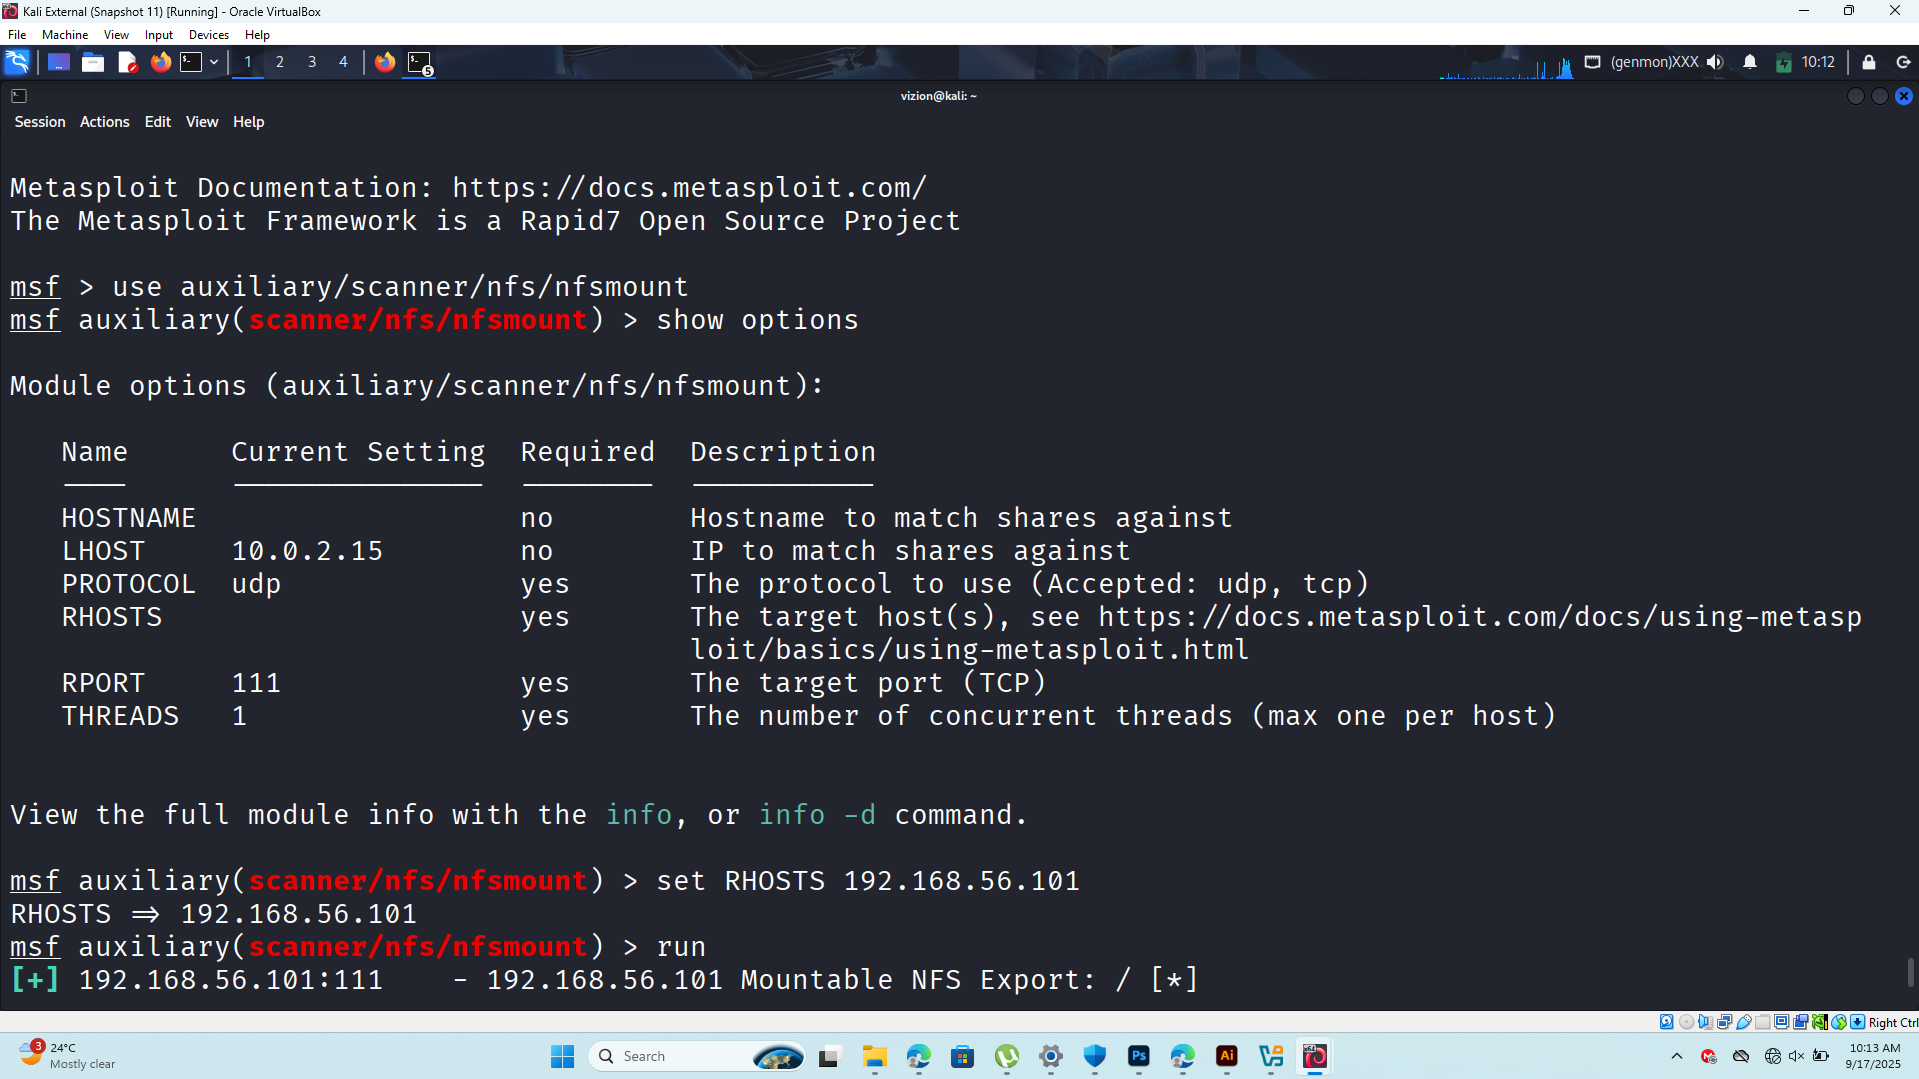 Kali External (Snapshot 11) [Running] - Oracle VirtualBox
File Machine View Input Devices Help
1 2 3 4 5 (genmon)XXX 10:12
vizion@kali: ~
Session Actions Edit View Help
Metasploit Documentation: https://docs.metasploit.com/
The Metasploit Framework is a Rapid7 Open Source Project
msf > use auxiliary/scanner/nfs/nfsmount
msf auxiliary(scanner/nfs/nfsmount) > show options
Module options (auxiliary/scanner/nfs/nfsmount):
Name Current Setting Required Description
HOSTNAME no Hostname to match shares against
LHOST 10.0.2.15 no IP to match shares against
PROTOCOL udp yes The protocol to use (Accepted: udp, tcp)
RHOSTS yes The target host(s), see https://docs.metasploit.com/docs/using-metasp
loit/basics/using-metasploit.html
RPORT 111 yes The target port (TCP)
THREADS 1 yes The number of concurrent threads (max one per host)
View the full module info with the info, or info -d command.
msf auxiliary(scanner/nfs/nfsmount) > set RHOSTS 192.168.56.101
RHOSTS => 192.168.56.101
msf auxiliary(scanner/nfs/nfsmount) > run
[+] 192.168.56.101:111 - 192.168.56.101 Mountable NFS Export: / [*]
Right Ctrl
3 24°C
Mostly clear
Search
Ps
Ai
10:13 AM
9/17/2025